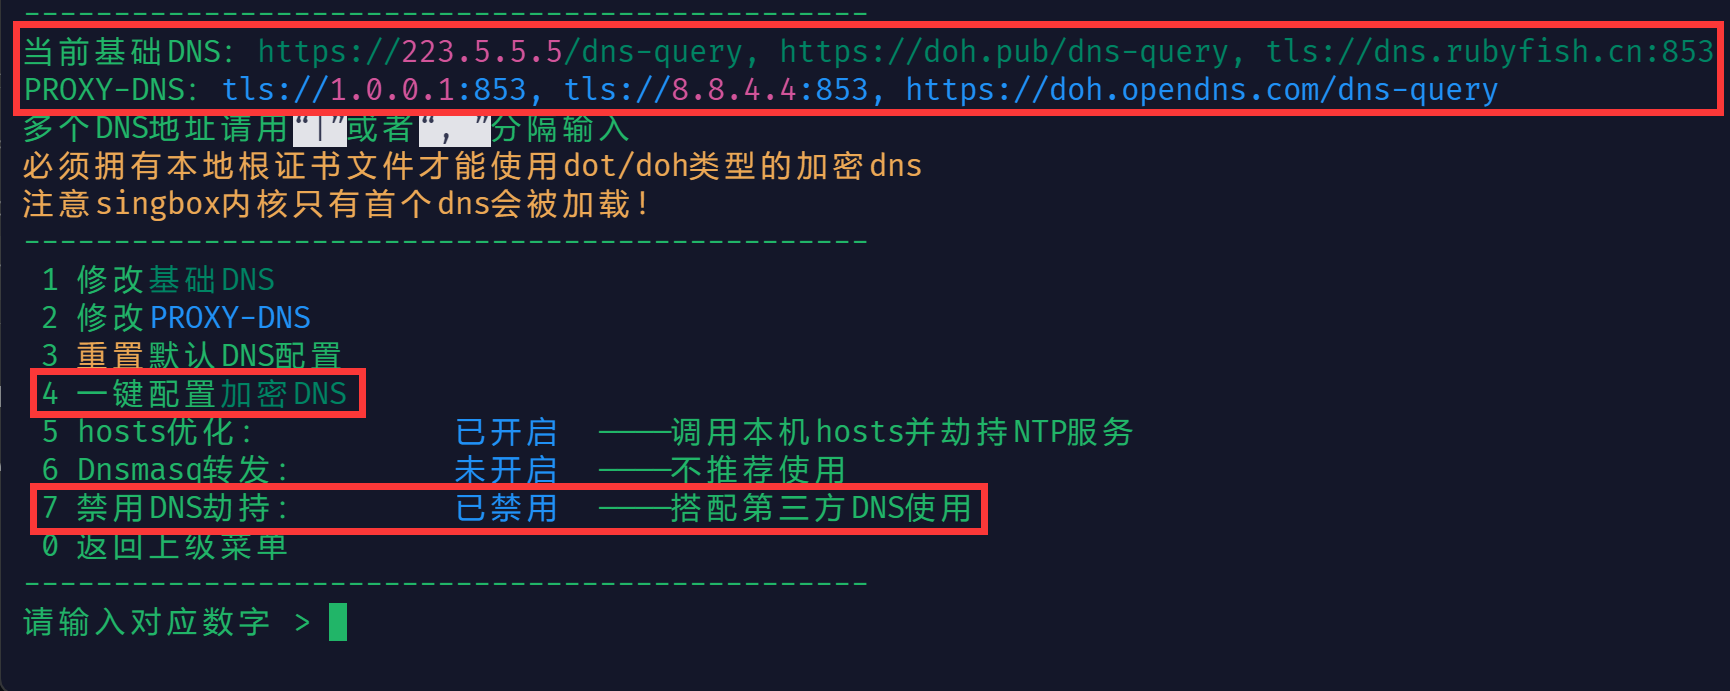 ----------------------------------------------
当前基础DNS: https://223.5.5.5/dns-query, https://doh.pub/dns-query, tls://dns.rubyfish.cn:853
PROXY-DNS: tls://1.0.0.1:853, tls://8.8.4.4:853, https://doh.opendns.com/dns-query
多个DNS地址请用“|”或者“, ”分隔输入
必须拥有本地根证书文件才能使用dot/doh类型的加密dns
注意singbox内核只有首个dns会被加载!
----------------------------------------------
1 修改基础DNS
2 修改PROXY-DNS
3 重置默认DNS配置
4 一键配置加密DNS
5 hosts优化: 已开启 ————调用本机hosts并劫持NTP服务
6 Dnsmasq转发: 未开启 ————不推荐使用
7 禁用DNS劫持: 已禁用 ————搭配第三方DNS使用
0 返回上级菜单
----------------------------------------------
请输入对应数字 >